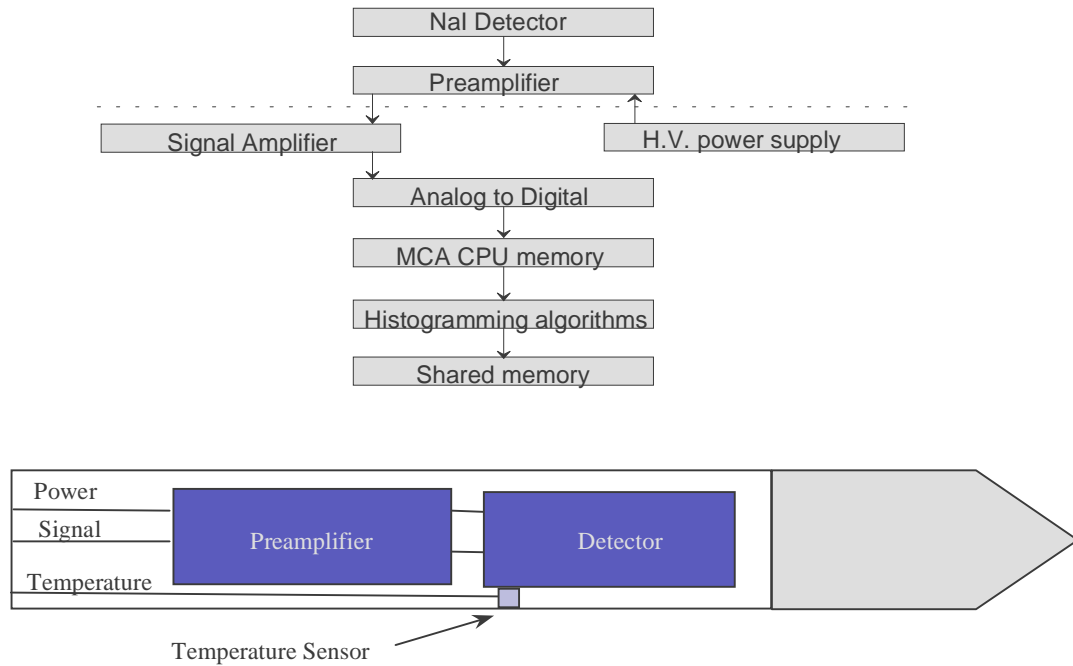 NaI Detector
Preamplifier
Signal Amplifier
H.V. power supply
Analog to Digital
MCA CPU memory
Histogramming algorithms
Shared memory
Power
Signal
Preamplifier
Detector
Temperature
Temperature Sensor